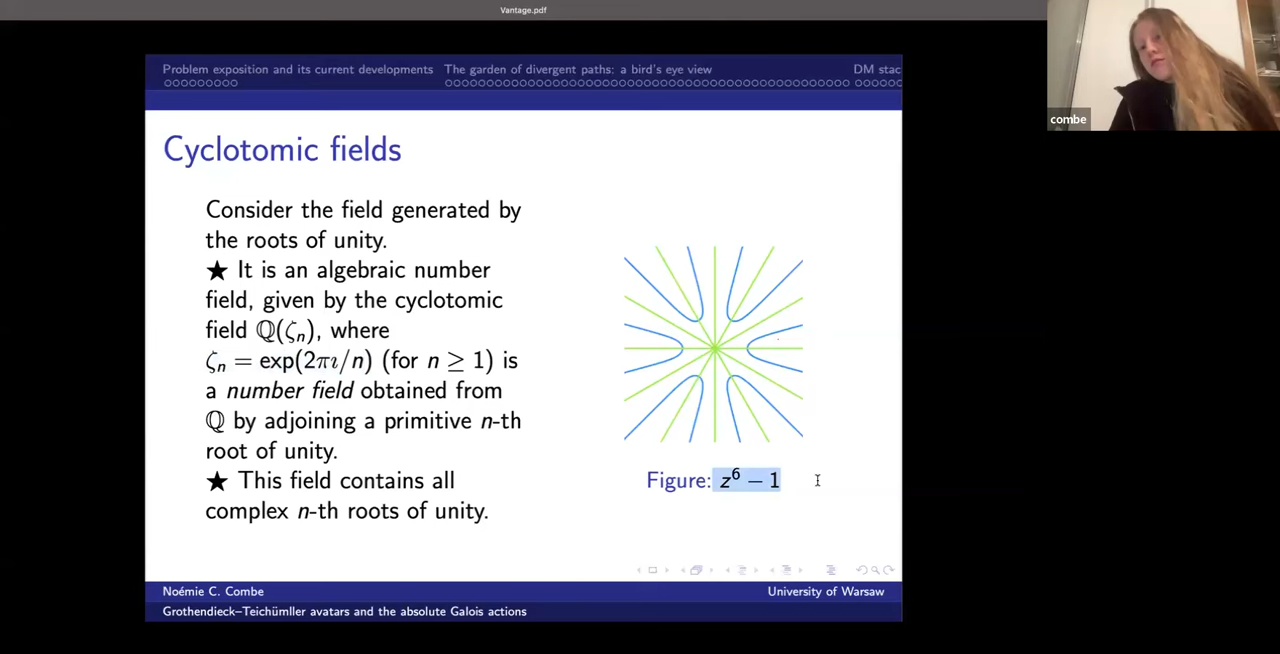 Vantage.pdf
combe
Problem exposition and its current developments The garden of divergent paths: a bird's eye view DM stac
Cyclotomic fields
Consider the field generated by
the roots of unity.
★ It is an algebraic number
field, given by the cyclotomic
field ℚ(ζₙ), where
ζₙ = exp(2πı/n) (for n ≥ 1) is
a number field obtained from
ℚ by adjoining a primitive n-th
root of unity.
★ This field contains all
complex n-th roots of unity.
Figure: z⁶ − 1
Noémie C. Combe University of Warsaw
Grothendieck–Teichümller avatars and the absolute Galois actions